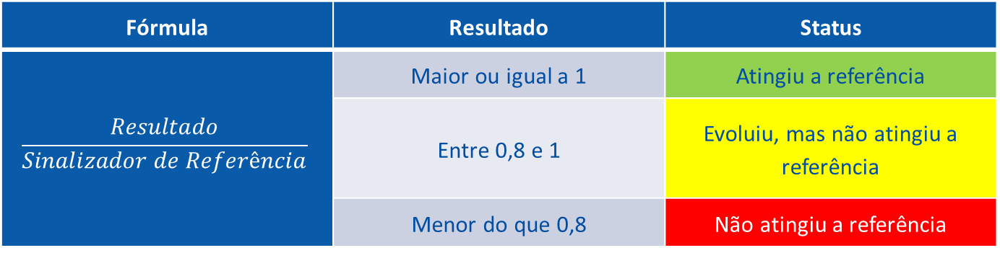 Fórmula
Resultado
Status
Resultado
Sinalizador de Referência
Maior ou igual a 1
Atingiu a referência
Entre 0,8 e 1
Evoluiu, mas não atingiu a
referência
Menor do que 0,8
Não atingiu a referência